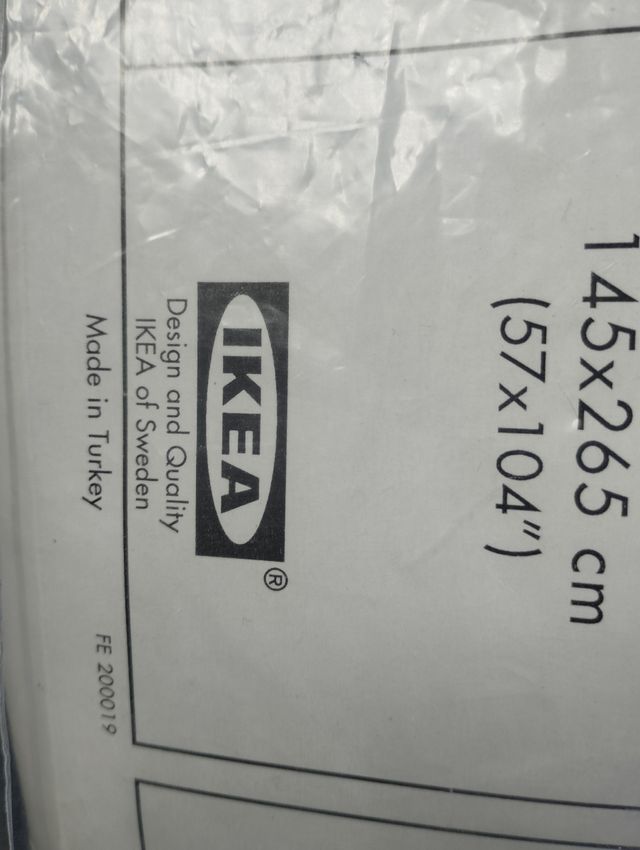 145x265 cm
(57x104")
IKEA®
Design and Quality
IKEA of Sweden
Made in Turkey
FE 200019